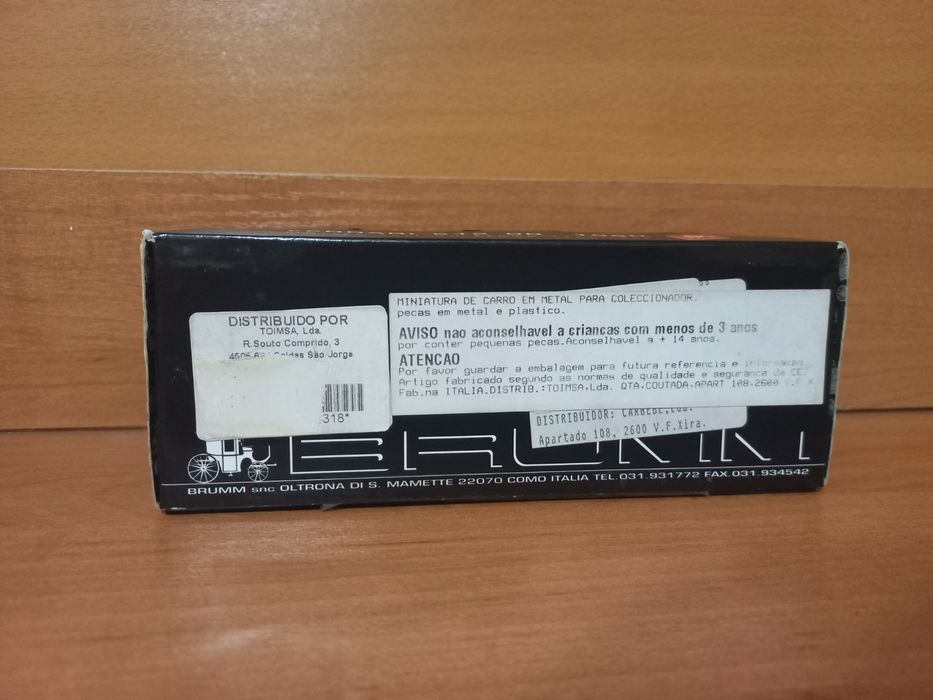 DISTRIBUIDO POR
TOIMSA, Lda.
R.Souto Comprido, 3
Caldas São Jorge
318*
MINIATURA DE CARRO EM METAL PARA COLECCIONADOR.
pecas em metal e plastico.
AVISO nao aconselhavel a criancas com menos de 3 anos
por conter pequenas pecas.Aconselhavel a + 14 anos.
ATENCAO
Por favor guardar a embalagem para futura referencia e informacao
Artigo fabricado segundo as normas de qualidade e seguranca da CE.
Fab.na ITALIA.DISTRIB.:TOIMSA.Lda. QTA.COUTADA.APART 108.2600 V.F.X
DISTRIBUIDOR: CARBEBE,Lda.
Apartado 108, 2600 V.F.Xira.
BRUMM
BRUMM snc OLTRONA DI S. MAMETTE 22070 COMO ITALIA TEL.031.931772 FAX.031.934542